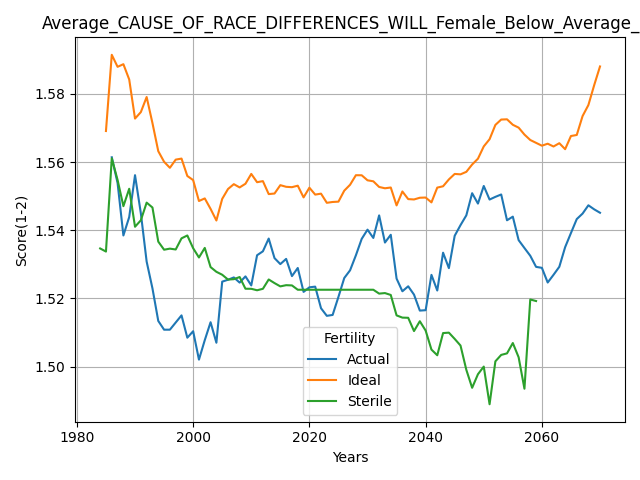 Average_CAUSE_OF_RACE_DIFFERENCES_WILL_Female_Below_Average_
1.58
1.56
1.54
1.52
1.50
Score(1-2)
Fertility
Actual
Ideal
Sterile
1980
2000
2020
2040
2060
Years